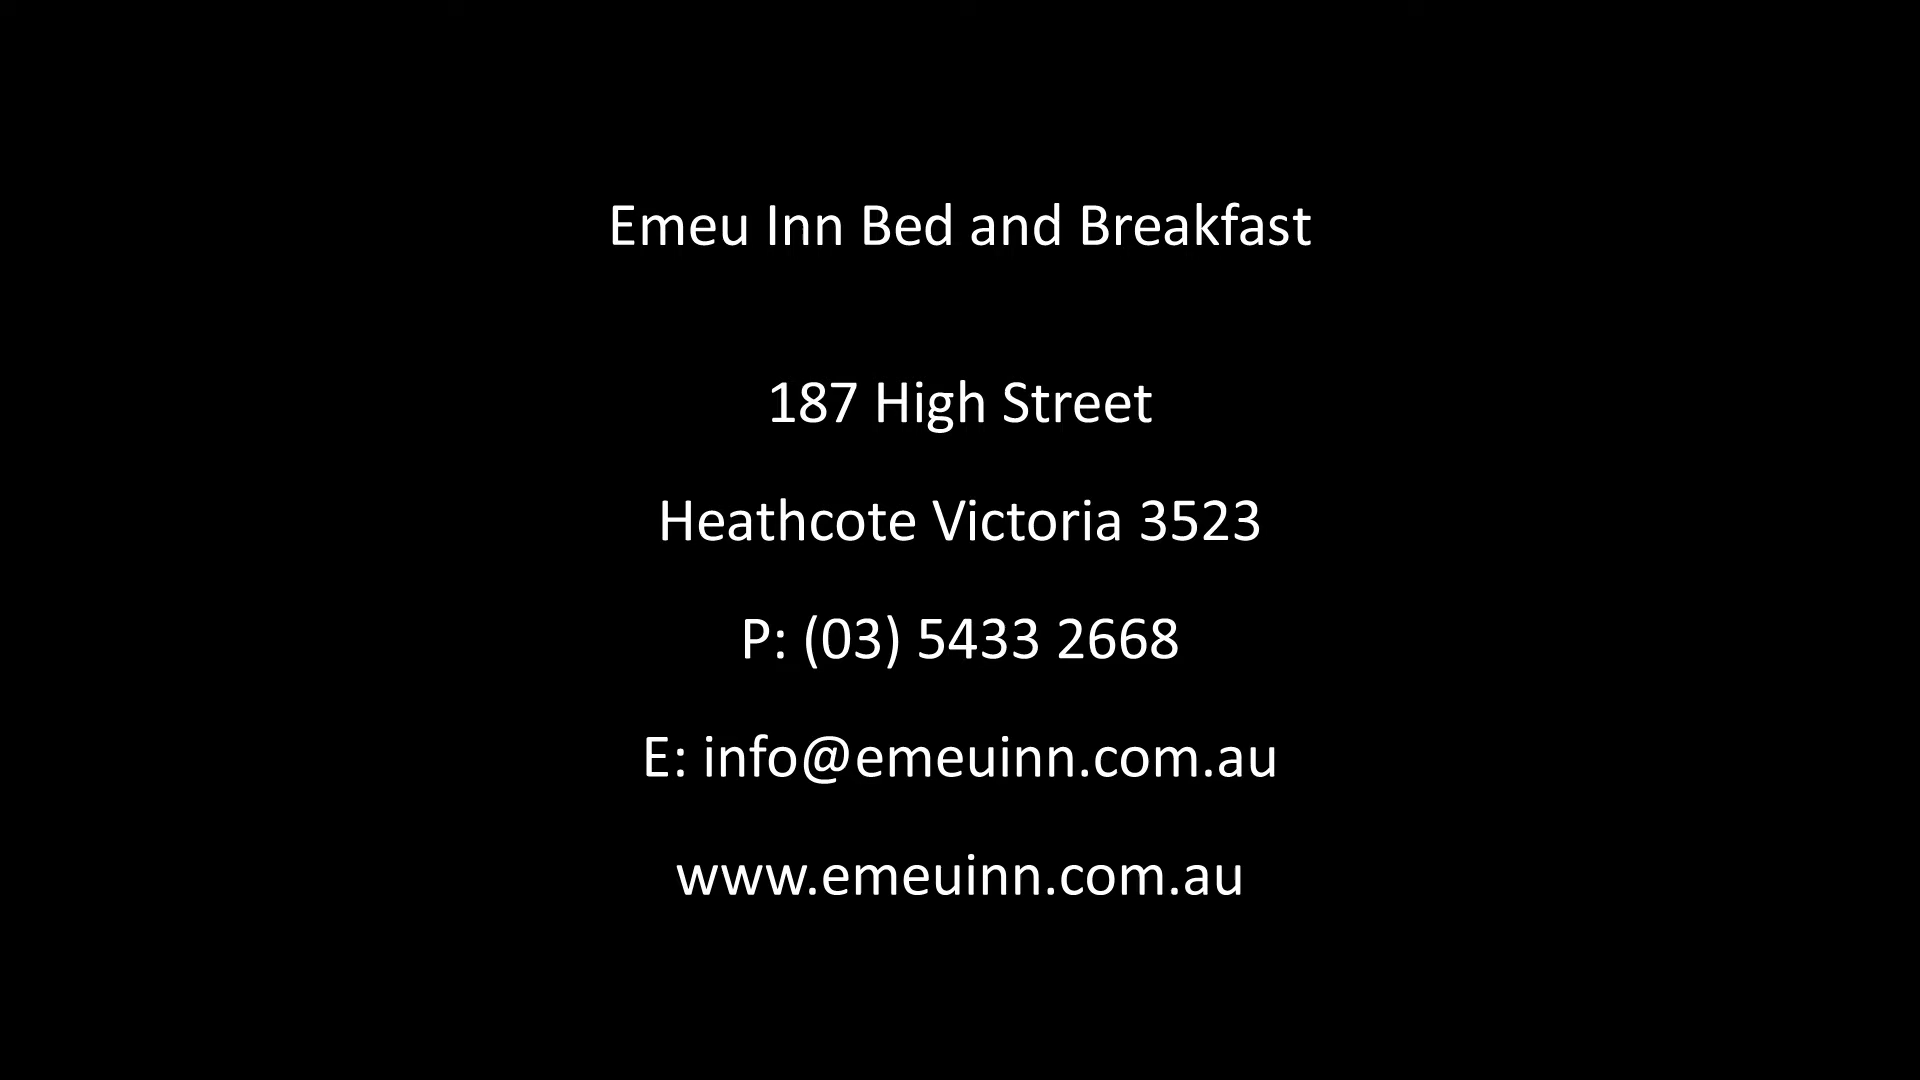 Emeu Inn Bed and Breakfast
187 High Street
Heathcote Victoria 3523
P: (03) 5433 2668
E: info@emeuinn.com.au
www.emeuinn.com.au